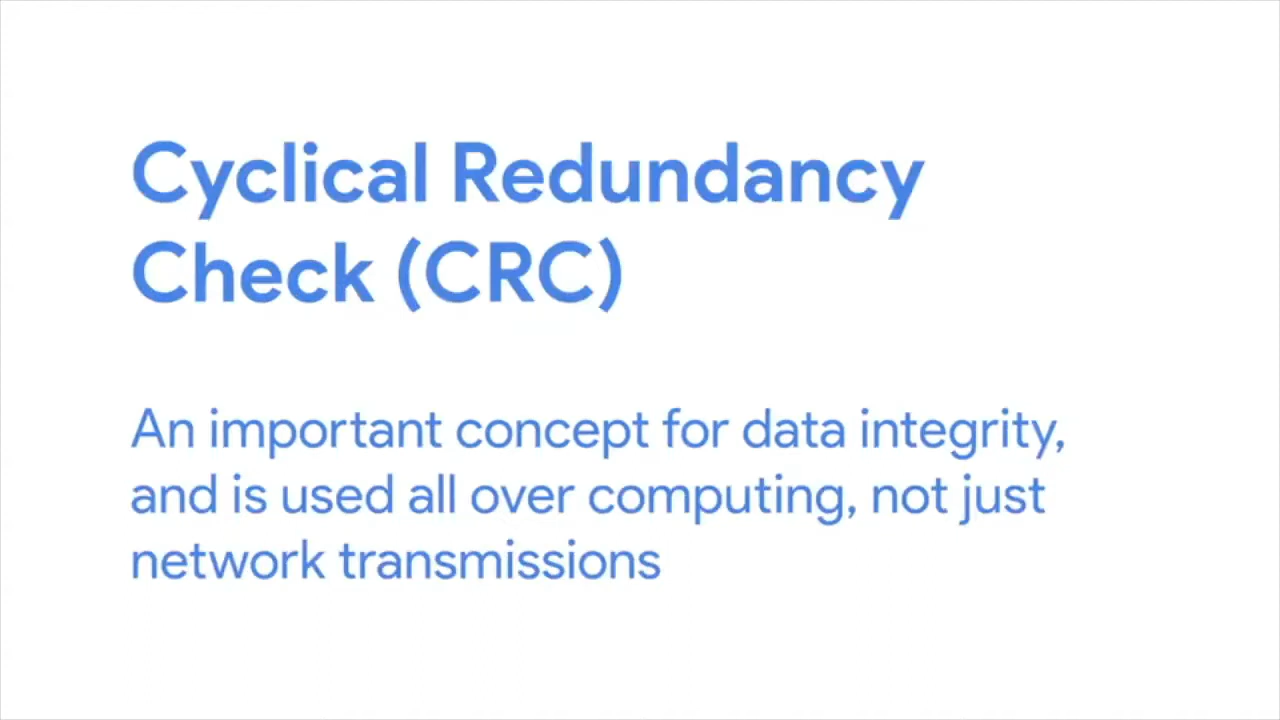 Cyclical Redundancy
Check (CRC)
An important concept for data integrity,
and is used all over computing, not just
network transmissions